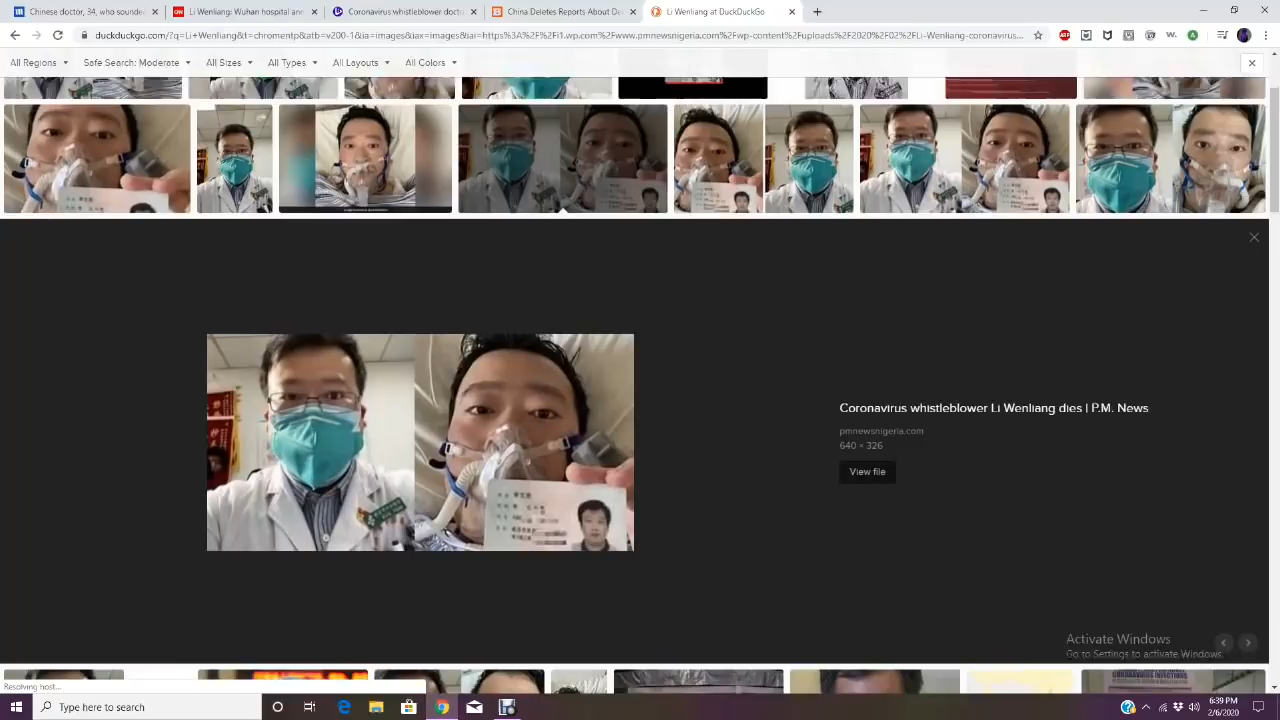 Chinese doctor, 34, who sounde
Li Wenliang: Wuhan hospital ann
Coronavirus whistleblower docto
China Deletes Reports About De
Li Wenliang at DuckDuckGo
duckduckgo.com/?q=Li+Wenliang&t=chromentp&atb=v200-1&iax=images&iax=images&ia=https%3A%2F%2Fi1.wp.com%2Fwww.pmnewsnigeria.com%2Fwp-content%2Fuploads%2F2020%2F02%2FLi-Wenliang-coronavirus....
All Regions
Safe Search: Moderate
All Sizes
All Types
All Layouts
All Colors
Coronavirus whistleblower Li Wenliang dies | P.M. News
pmnewsnigeria.com
640 × 326
View file
Activate Windows
Go to Settings to activate Windows.
Resolving host...
Type here to search
6:39 PM
2/6/2020